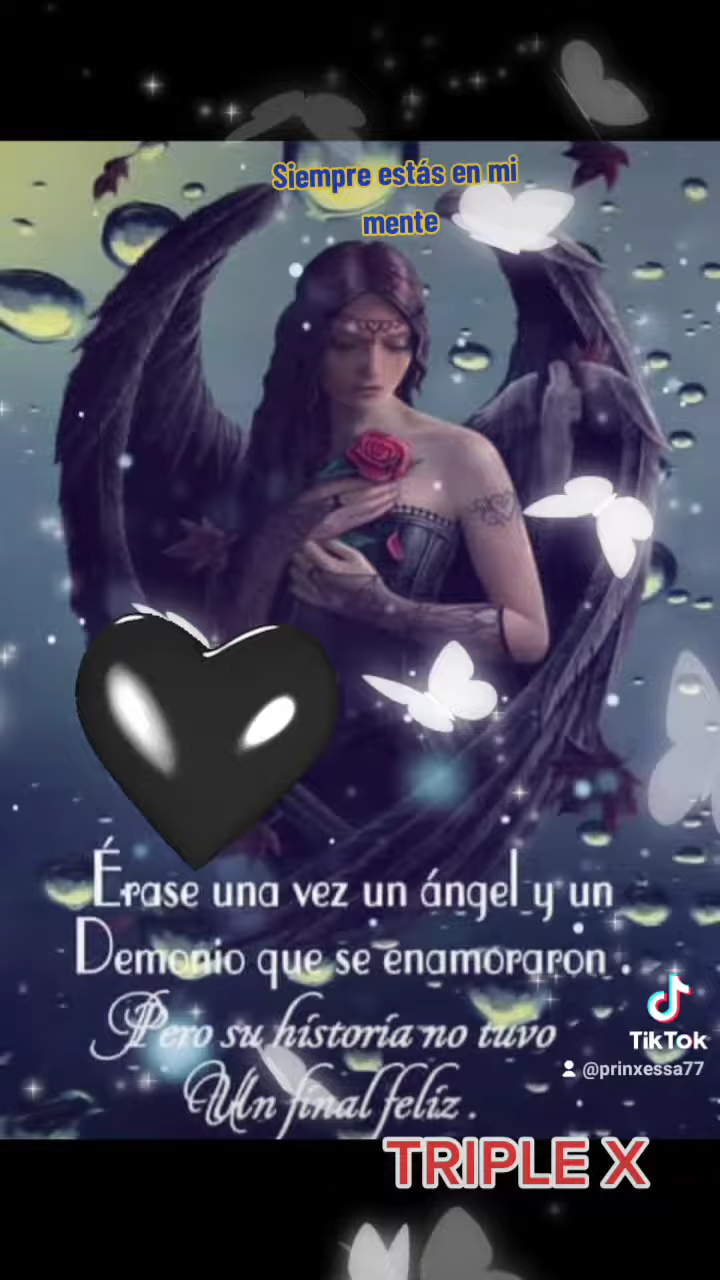 Siempre estás en mi
mente
Érase una vez un ángel y un
Demonio que se enamoraron .
Pero su historia no tuvo
Un final feliz .
TikTok
@prinxessa77
TRIPLE X